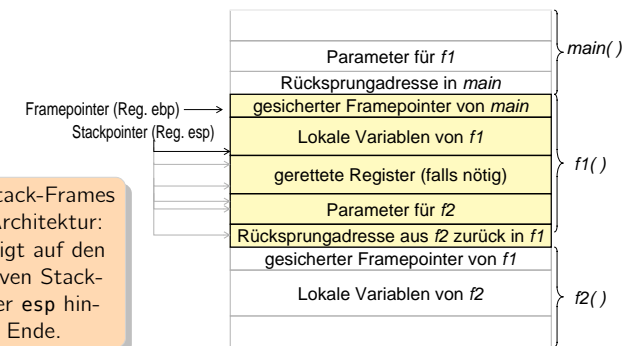 Parameter für f1
Rücksprungadresse in main
main( )
Framepointer (Reg. ebp)
gesicherter Framepointer von main
Stackpointer (Reg. esp)
Lokale Variablen von f1
gerettete Register (falls nötig)
f1( )
Parameter für f2
Rücksprungadresse aus f2 zurück in f1
gesicherter Framepointer von f1
Lokale Variablen von f2
f2( )
tack-Frames
Architektur:
igt auf den
iven Stack-
er esp hin-
Ende.